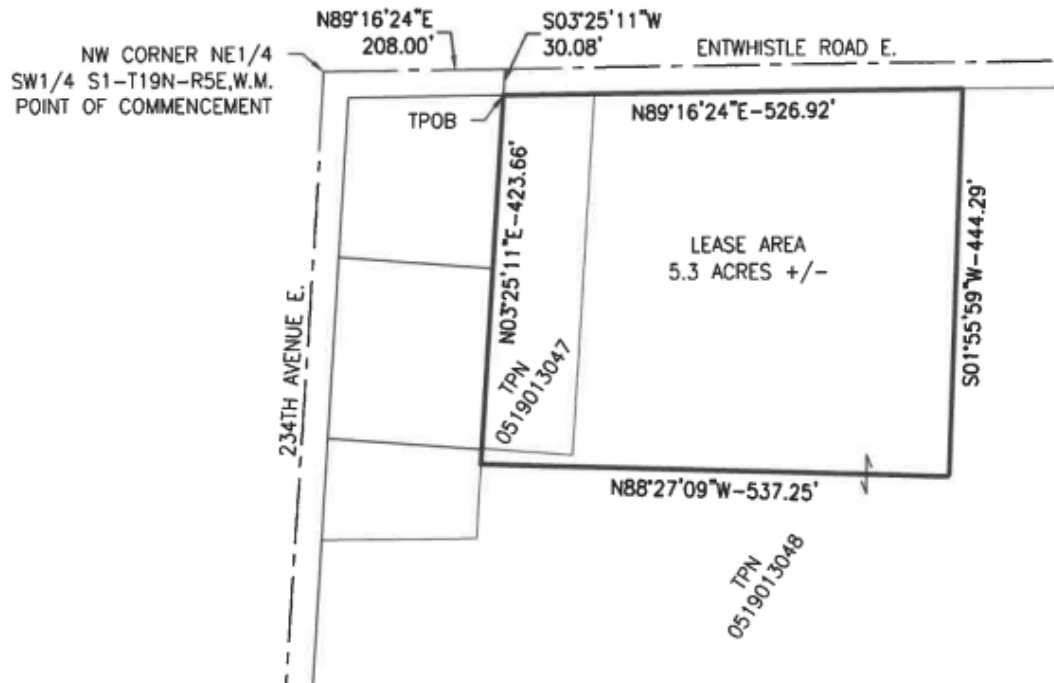 N89°16'24"E
208.00'
S03°25'11"W
30.08'
ENTWHISTLE ROAD E.
NW CORNER NE1/4
SW1/4 S1-T19N-R5E,W.M.
POINT OF COMMENCEMENT
TPOB
N89°16'24"E-526.92'
N03°25'11"E-423.66'
LEASE AREA
5.3 ACRES +/-
S01°55'59"W-444.29'
234TH AVENUE E.
TPN
0519013047
N88°27'09"W-537.25'
TPN
0519013048